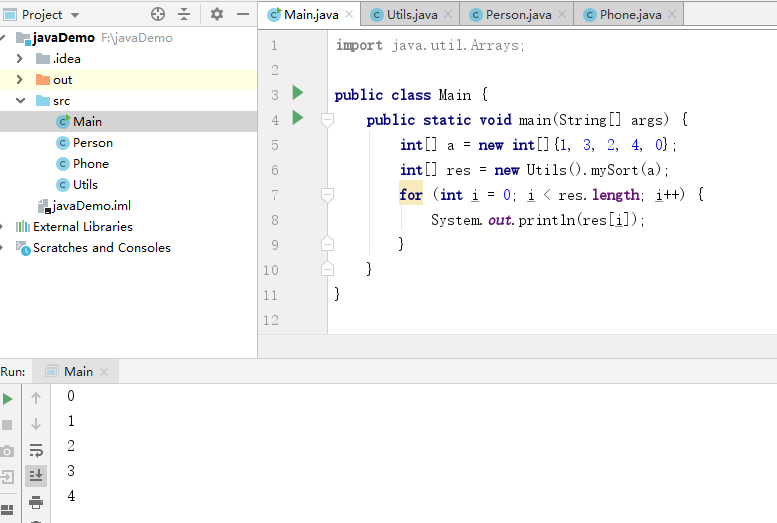 Project
javaDemo F:\javaDemo
.idea
out
src
Main
Person
Phone
Utils
javaDemo.iml
External Libraries
Scratches and Consoles
Main.java
Utils.java
Person.java
Phone.java
1 import java.util.Arrays;
2
3 public class Main {
4 public static void main(String[] args) {
5 int[] a = new int[]{1, 3, 2, 4, 0};
6 int[] res = new Utils().mySort(a);
7 for (int i = 0; i < res.length; i++) {
8 System.out.println(res[i]);
9 }
10 }
11 }
12
Run: Main
0
1
2
3
4